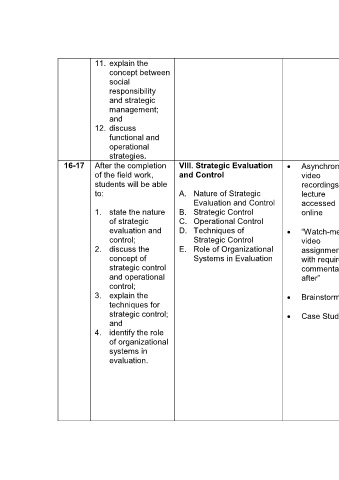 11. explain the
concept between
social
responsibility
and strategic
management;
and
12. discuss
functional and
operational
strategies.
16-17
After the completion
of the field work,
students will be able
to:
1. state the nature
of strategic
evaluation and
control;
2. discuss the
concept of
strategic control
and operational
control;
3. explain the
techniques for
strategic control;
and
4. identify the role
of organizational
systems in
evaluation.
VIII. Strategic Evaluation
and Control
A. Nature of Strategic
Evaluation and Control
B. Strategic Control
C. Operational Control
D. Techniques of
Strategic Control
E. Role of Organizational
Systems in Evaluation
• Asynchron
video
recordings
lecture
accessed
online
• "Watch-me
video
assignmen
with requir
commenta
after"
• Brainstorm
• Case Stud